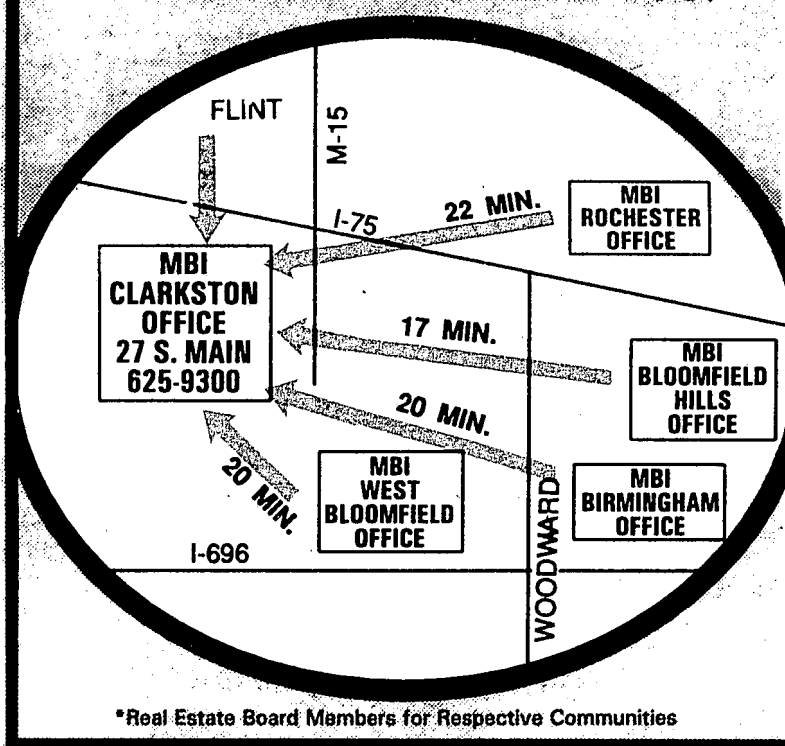 FLINT
M-15
I-75
22 MIN.
MBI
ROCHESTER
OFFICE
MBI
CLARKSTON
OFFICE
27 S. MAIN
625-9300
17 MIN.
MBI
BLOOMFIELD
HILLS
OFFICE
20 MIN.
20 MIN.
MBI
WEST
BLOOMFIELD
OFFICE
MBI
BIRMINGHAM
OFFICE
I-696
WOODWARD
*Real Estate Board Members for Respective Communities